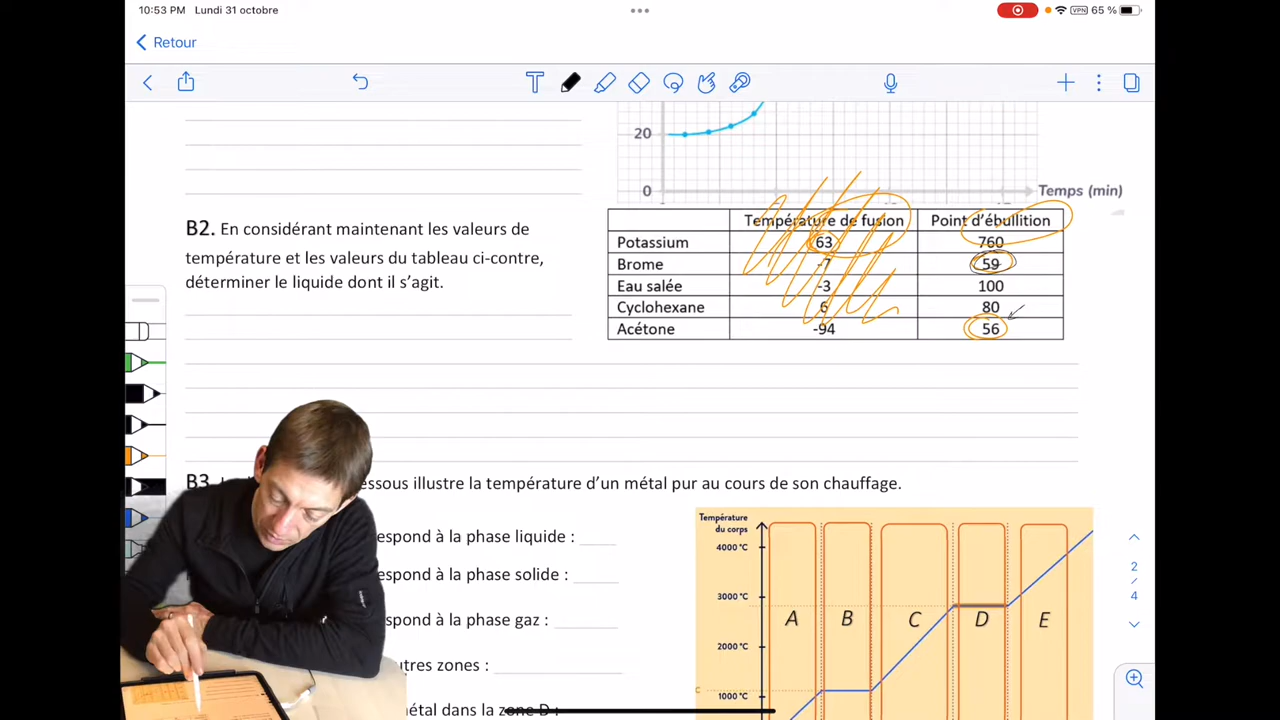 10:53 PM Lundi 31 octobre
VPN 65 %
Retour
20
0
Temps (min)
B2. En considérant maintenant les valeurs de
température et les valeurs du tableau ci-contre,
déterminer le liquide dont il s'agit.
Température de fusion Point d'ébullition
Potassium 63 760
Brome -7 59
Eau salée -3 100
Cyclohexane 6 80
Acétone -94 56
B3. essous illustre la température d'un métal pur au cours de son chauffage.
espond à la phase liquide :
espond à la phase solide :
spond à la phase gaz :
utres zones :
métal dans la zone D :
Température
du corps
4000 °C
3000 °C
2000 °C
1000 °C
A B C D E
2
/
4